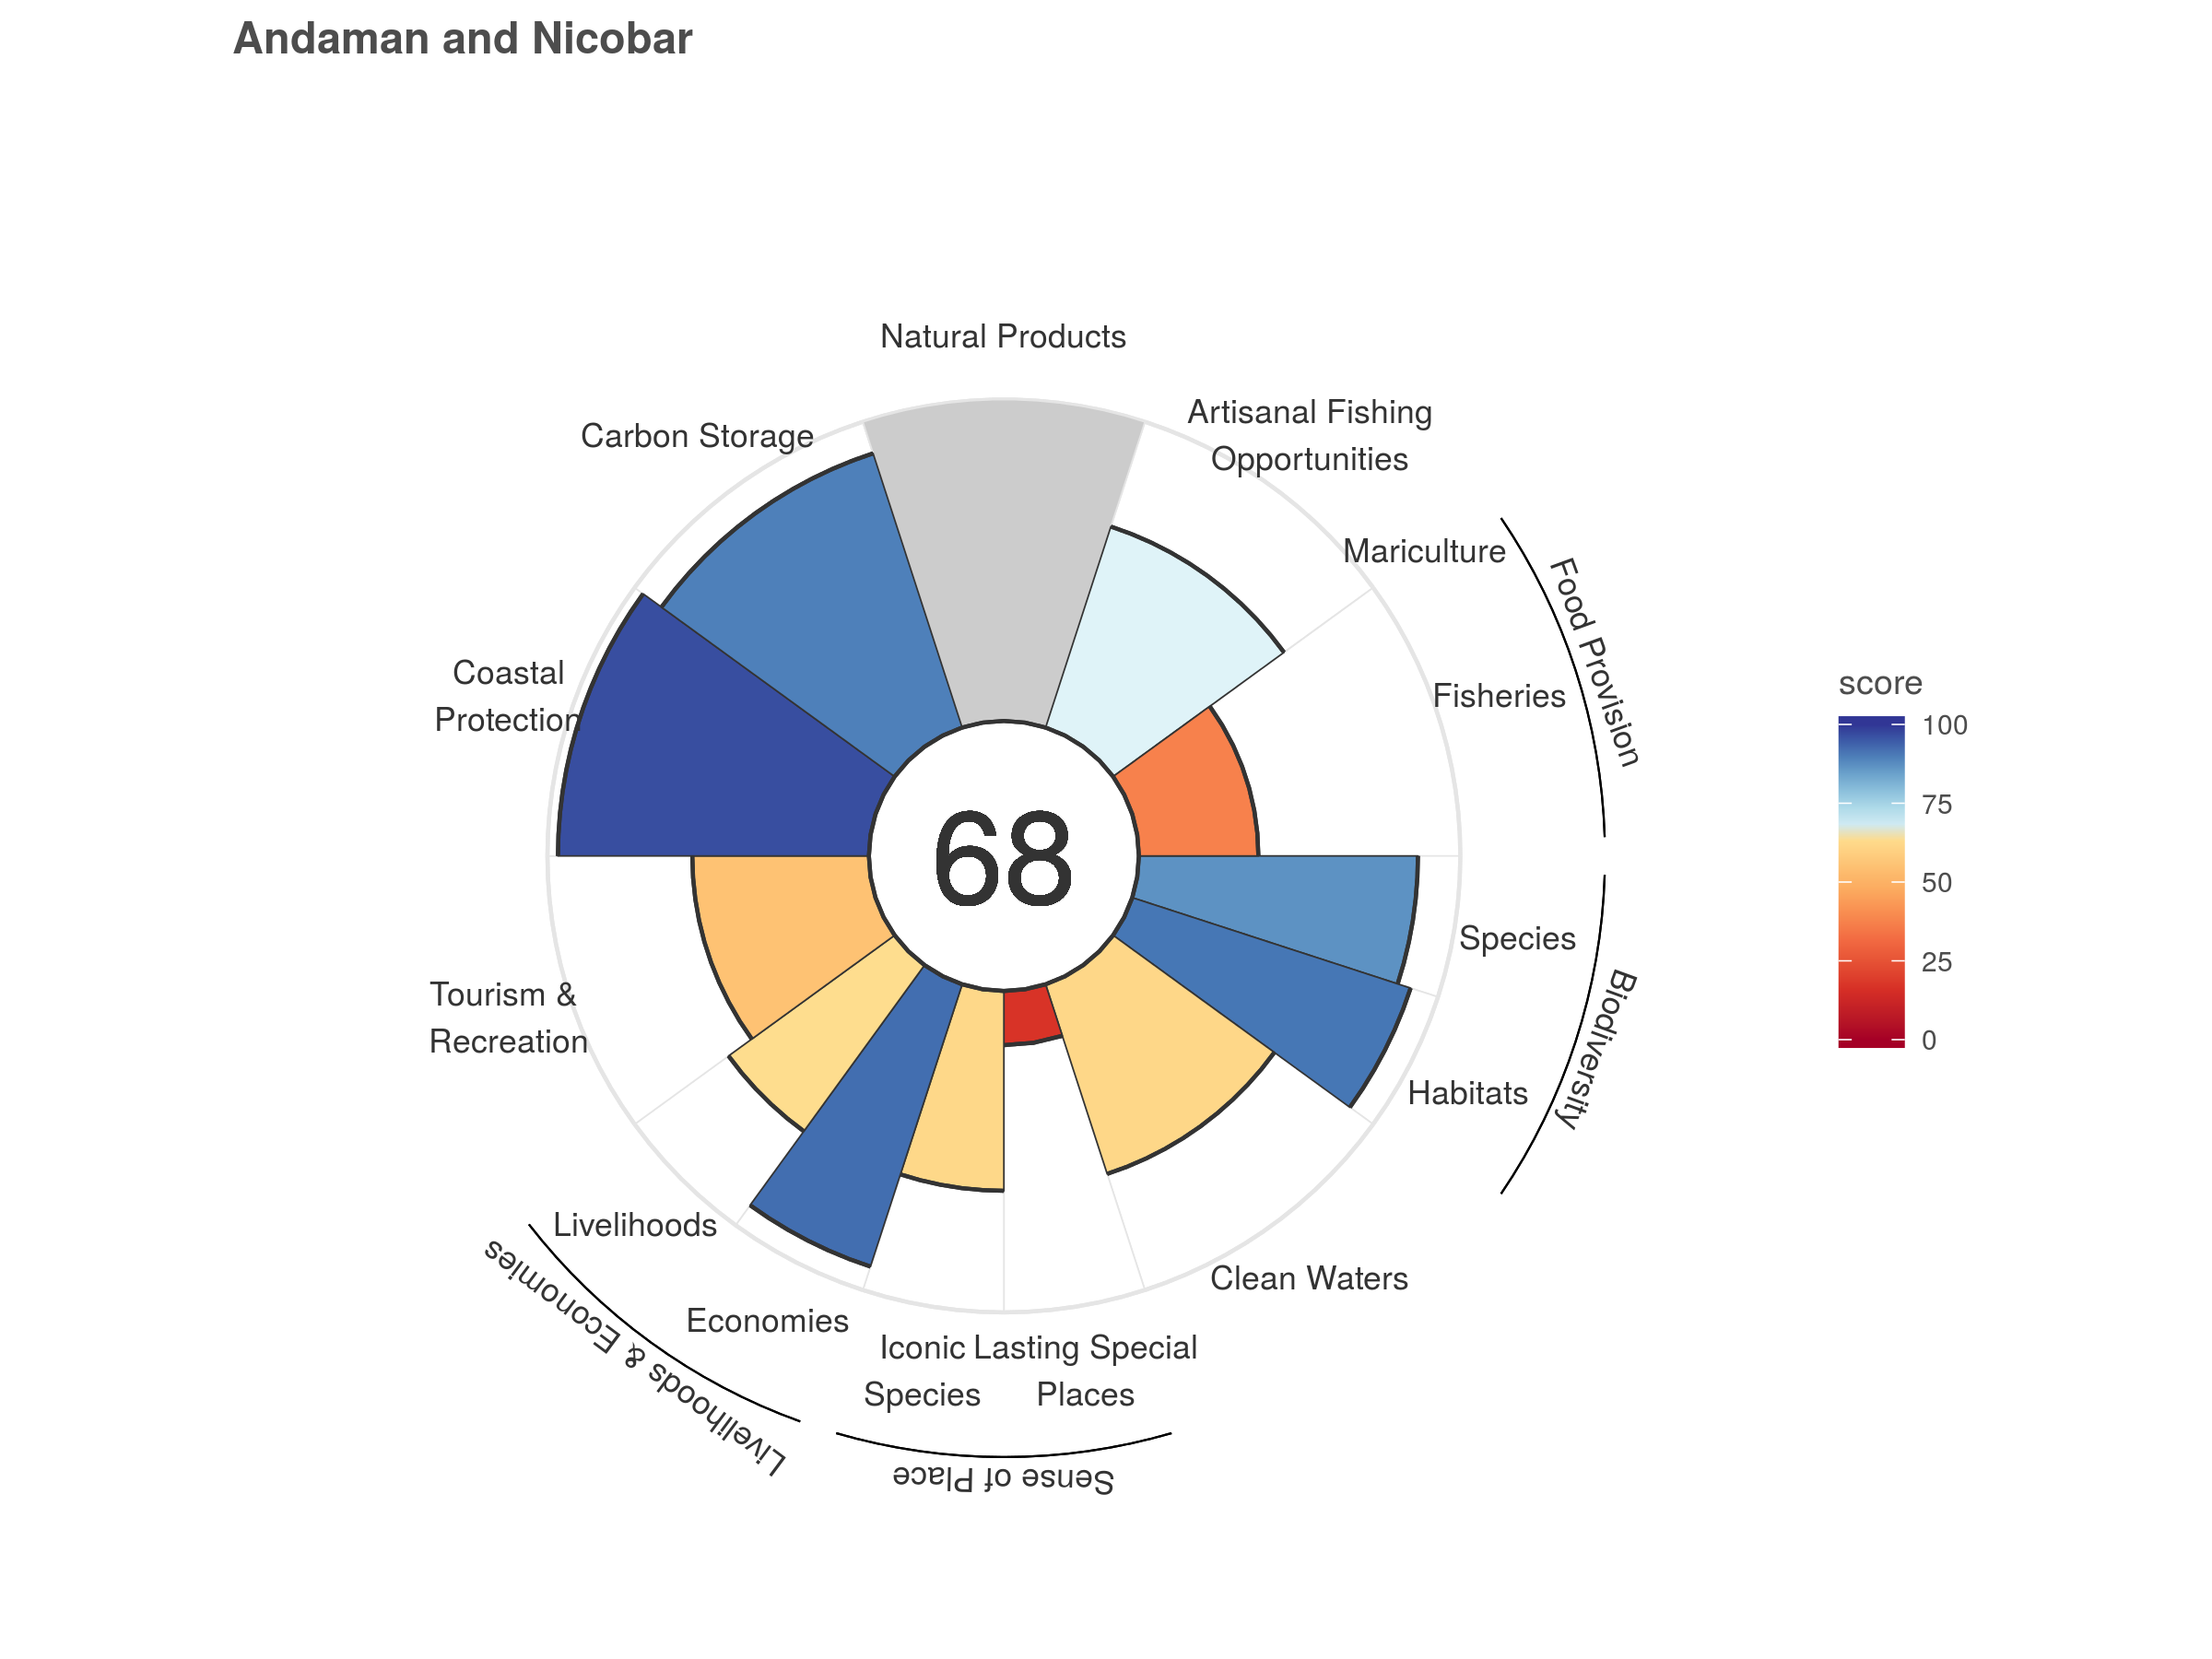 Andaman and Nicobar
Natural Products
Artisanal Fishing
Opportunities
Carbon Storage
Mariculture
Food Provision
Fisheries
Coastal
Protection
score
100
75
50
25
0
68
Species
Biodiversity
Habitats
Tourism &
Recreation
Livelihoods
Livelihoods & Economies
Economies
Clean Waters
Iconic
Species
Lasting Special
Places
Sense of Place